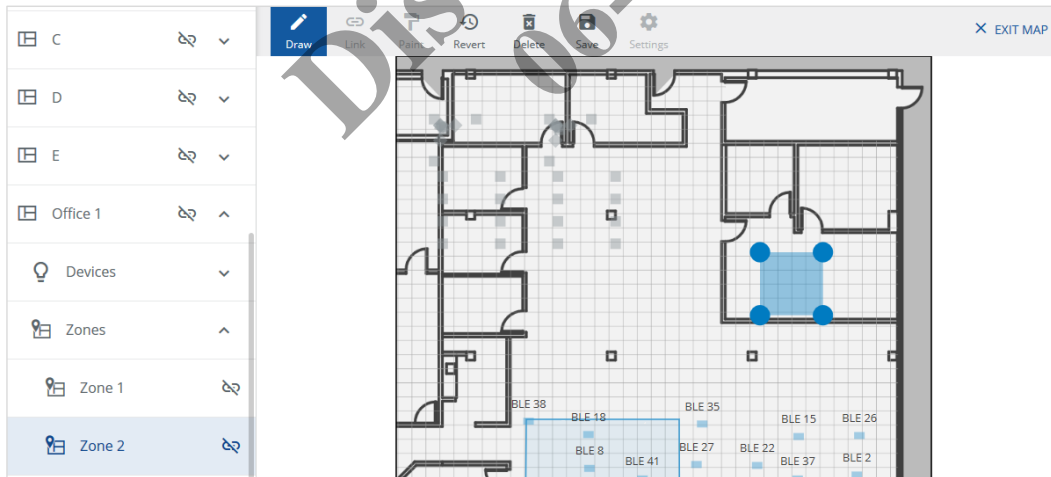 C
D
E
Office 1
Devices
Zones
Zone 1
Zone 2
Draw
Link
Paint
Revert
Delete
Save
Settings
EXIT MAP
Dis
06-
BLE 38
BLE 18
BLE 35
BLE 15
BLE 26
BLE 8
BLE 41
BLE 27
BLE 22
BLE 37
BLE 2